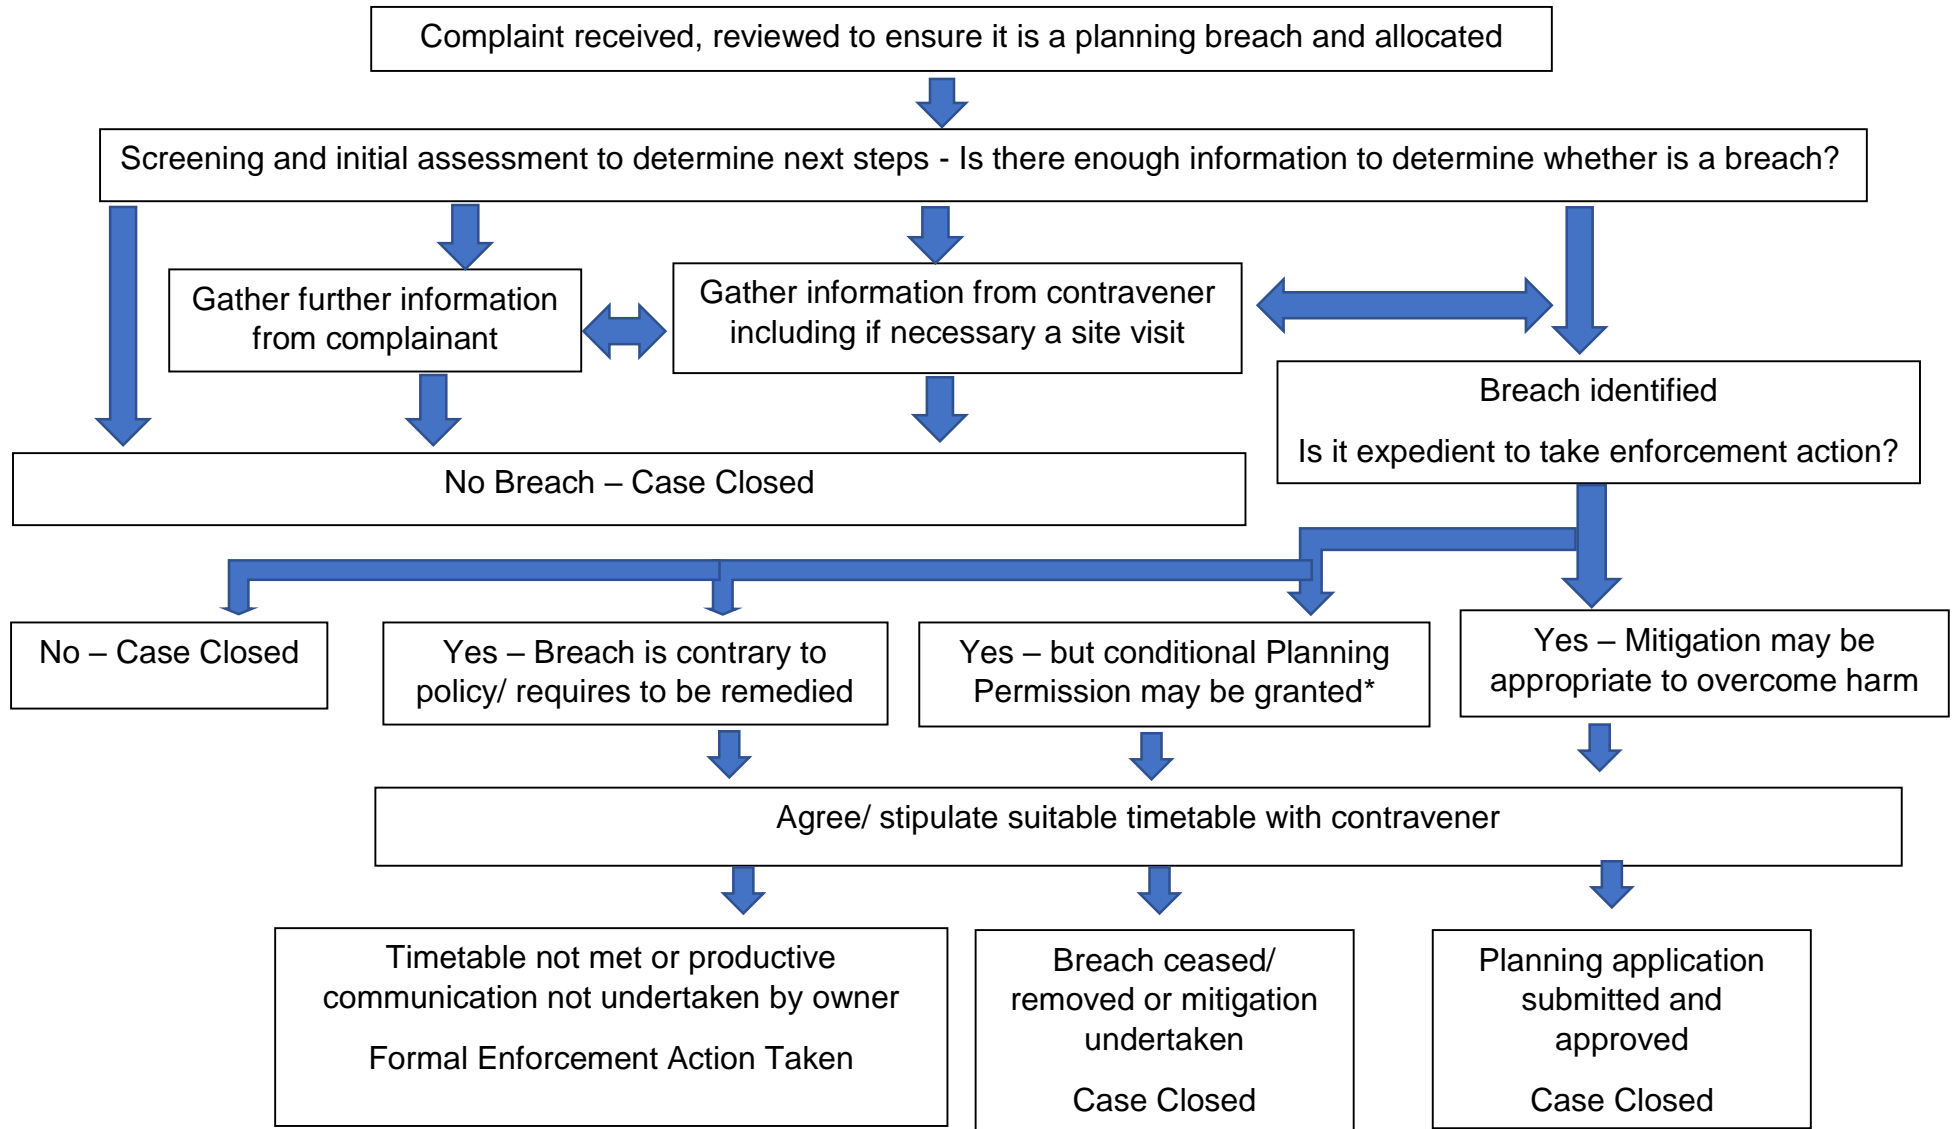 Complaint received, reviewed to ensure it is a planning breach and allocated
Screening and initial assessment to determine next steps - Is there enough information to determine whether is a breach?
Gather further information
from complainant
Gather information from contravener
including if necessary a site visit
Breach identified
Is it expedient to take enforcement action?
No Breach – Case Closed
No – Case Closed
Yes – Breach is contrary to
policy/ requires to be remedied
Yes – but conditional Planning
Permission may be granted*
Yes – Mitigation may be
appropriate to overcome harm
Agree/ stipulate suitable timetable with contravener
Timetable not met or productive
communication not undertaken by owner
Formal Enforcement Action Taken
Breach ceased/
removed or mitigation
undertaken
Case Closed
Planning application
submitted and
approved
Case Closed